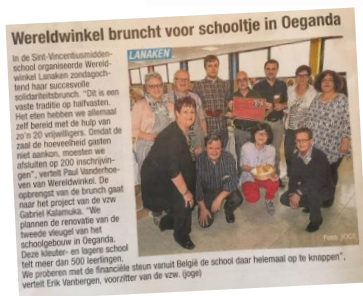 Wereldwinkel bruncht voor schooltje in Oeganda
LANAKEN
In de Sint-Vincentiusmidden-
school organiseerde Wereld-
winkel Lanaken zondagoch-
tend haar succesvolle
solidariteitsbrunch. "Dit is een
vaste traditie op halfvasten.
Het eten hebben we allemaal
zelf bereid met de hulp van
zo'n 20 vrijwilligers. Omdat de
zaal de hoeveelheid gasten
niet aankon, moesten we
afsluiten op 200 inschrijvin-
gen", vertelt Paul Vanderhoe-
ven van Wereldwinkel. De
opbrengst van de brunch gaat
naar het project van de vzw
Gabriel Kalamuka. "We
plannen de renovatie van de
tweede vleugel van het
schoolgebouw in Oeganda.
Deze kleuter- en lagere school
telt meer dan 500 leerlingen.
We proberen met de financiële steun vanuit België de school daar helemaal op te knappen",
vertelt Erik Vanbergen, voorzitter van de vzw. (joge)
Foto: JOGE